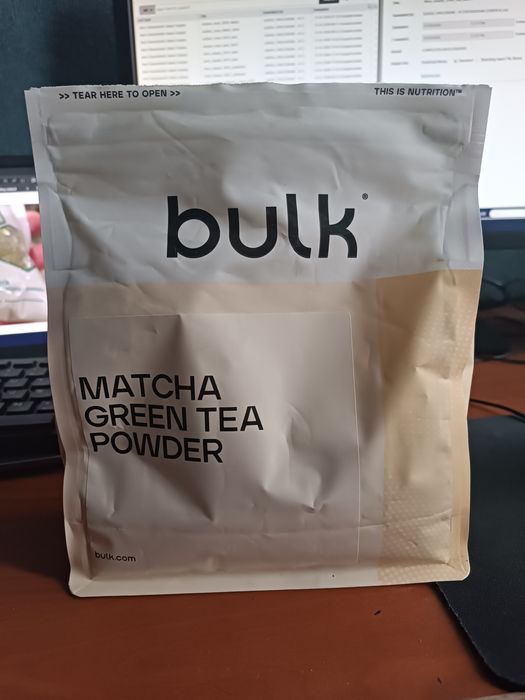 >> TEAR HERE TO OPEN >>
THIS IS NUTRITION™
bulk®
MATCHA
GREEN TEA
POWDER
bulk.com